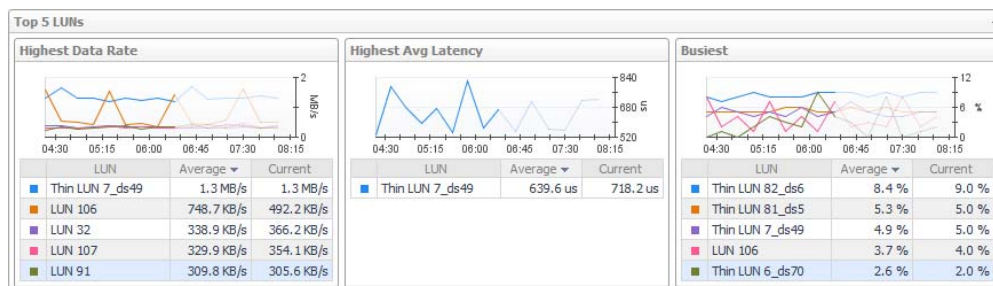 Top 5 LUNs
Highest Data Rate
2
MB/s
0
04:30 05:15 06:00 06:45 07:30 08:15
LUN Average Current
Thin LUN 7_ds49 1.3 MB/s 1.3 MB/s
LUN 106 748.7 KB/s 492.2 KB/s
LUN 32 338.9 KB/s 366.2 KB/s
LUN 107 329.9 KB/s 354.1 KB/s
LUN 91 309.8 KB/s 305.6 KB/s
Highest Avg Latency
840
680
us
520
04:30 05:15 06:00 06:45 07:30 08:15
LUN Average Current
Thin LUN 7_ds49 639.6 us 718.2 us
Busiest
12
6
%
0
04:30 05:15 06:00 06:45 07:30 08:15
LUN Average Current
Thin LUN 82_ds6 8.4 % 9.0 %
Thin LUN 81_ds5 5.3 % 5.0 %
Thin LUN 7_ds49 4.9 % 5.0 %
LUN 106 3.7 % 4.0 %
Thin LUN 6_ds70 2.6 % 2.0 %